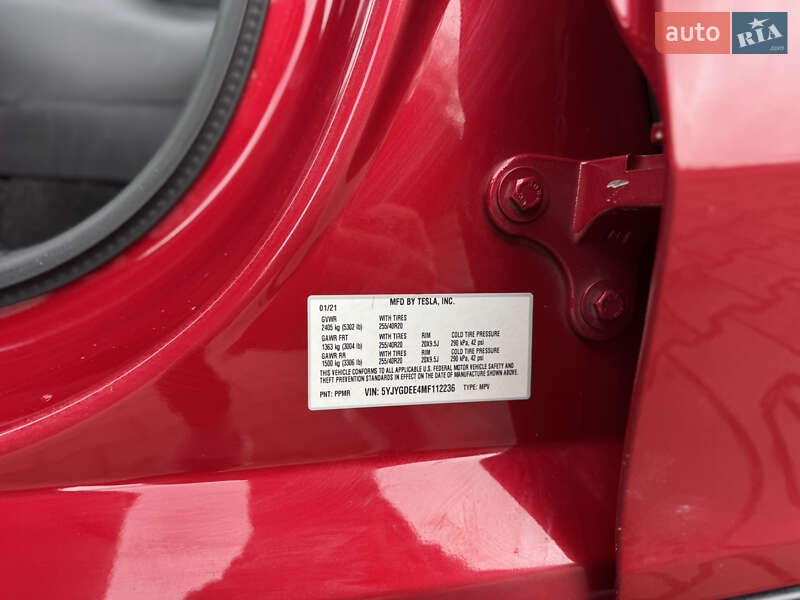 auto RIA.com
MFD BY TESLA, INC.
01/21
GVWR WITH TIRES
2405 kg (5302 lb) 255/40R20
GAWR FRT WITH TIRES RIM COLD TIRE PRESSURE
1363 kg (3004 lb) 255/40R20 20X9.5J 290 kPa, 42 psi
GAWR RR WITH TIRES RIM COLD TIRE PRESSURE
1500 kg (3306 lb) 255/40R20 20X9.5J 290 kPa, 42 psi
THIS VEHICLE CONFORMS TO ALL U.S. FEDERAL MOTOR VEHICLE SAFETY AND
THEFT PREVENTION STANDARDS IN EFFECT ON THE DATE OF MANUFACTURE SHOWN ABOVE.
PNT: PPMR VIN: 5YJYGDEE4MF112236 TYPE: MPV